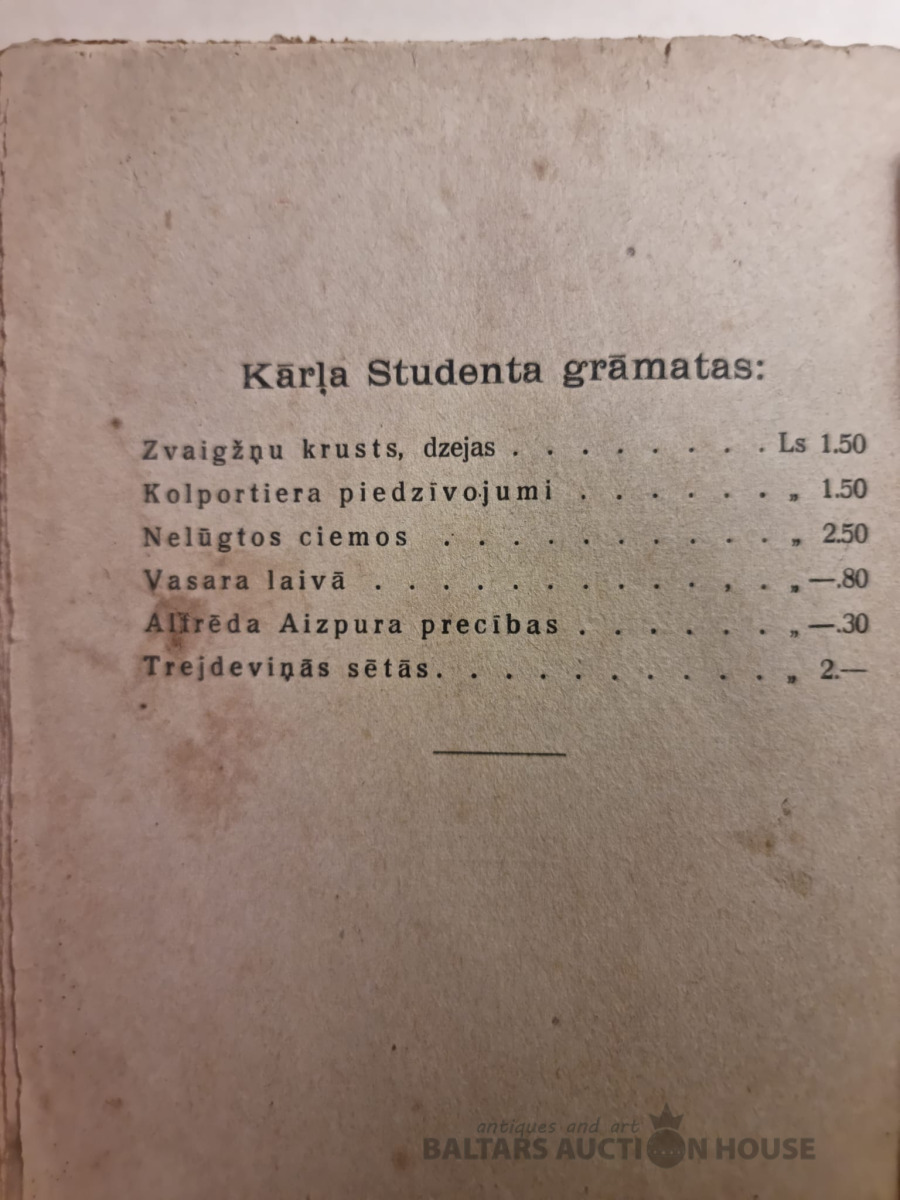 Kārļa Studenta grāmatas:
Zvaigžņu krusts, dzejas . . . . . . . . Ls 1.50
Kolportiera piedzīvojumi . . . . . . „ 1.50
Nelūgtos ciemos . . . . . . . . . . „ 2.50
Vasara laivā . . . . . . . . . . . , . „ —.80
Alfrēda Aizpura precības . . . . . . „ —.30
Trejdeviņās sētās. . . . . . . . . . „ 2.—
antiques and art
BALTARS AUCTION HOUSE